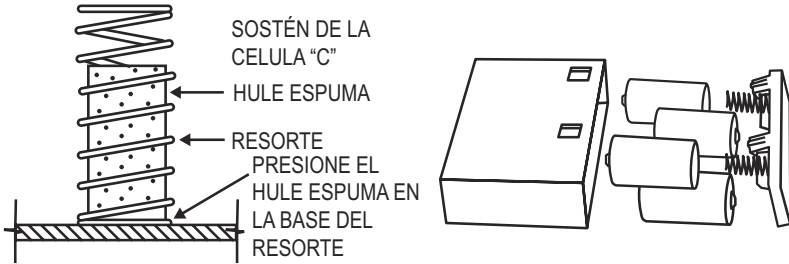 SOSTÉN DE LA
CELULA “C”
HULE ESPUMA
RESORTE
PRESIONE EL
HULE ESPUMA EN
LA BASE DEL
RESORTE